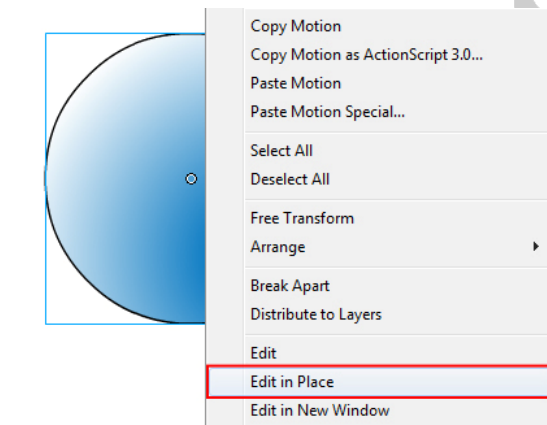 Copy Motion
Copy Motion as ActionScript 3.0...
Paste Motion
Paste Motion Special...
Select All
Deselect All
Free Transform
Arrange
Break Apart
Distribute to Layers
Edit
Edit in Place
Edit in New Window